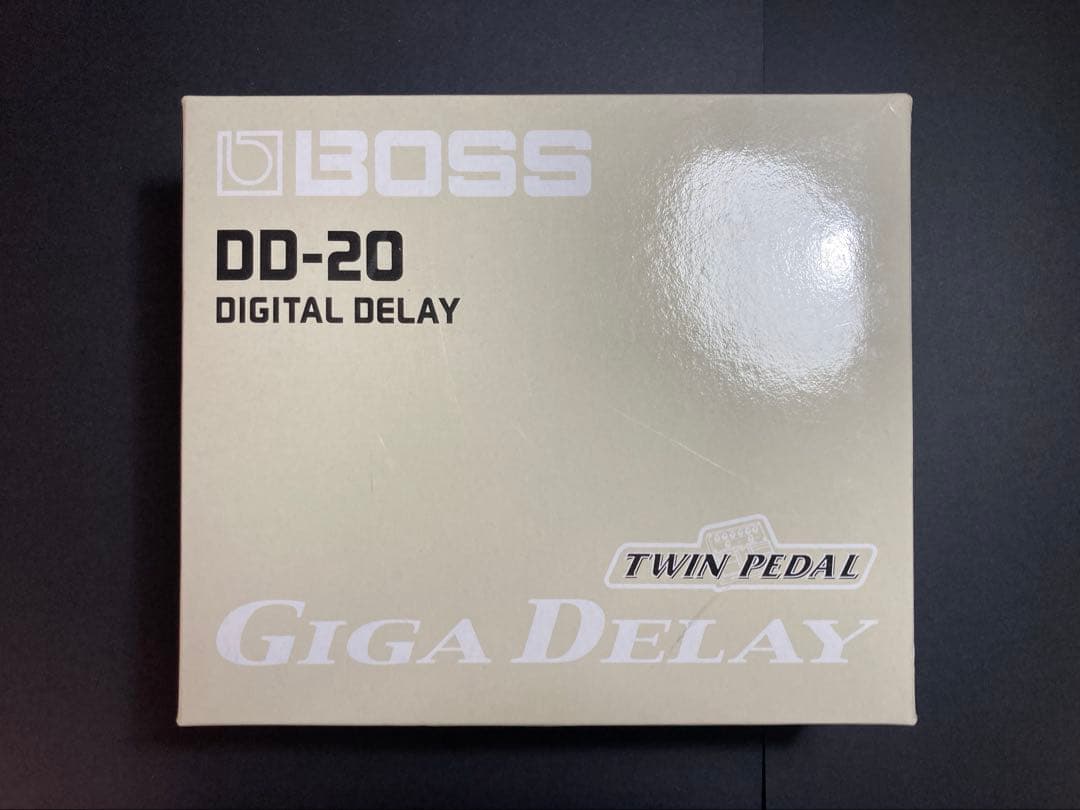 BOSS
DD-20
DIGITAL DELAY
TWIN PEDAL
GIGA DELAY